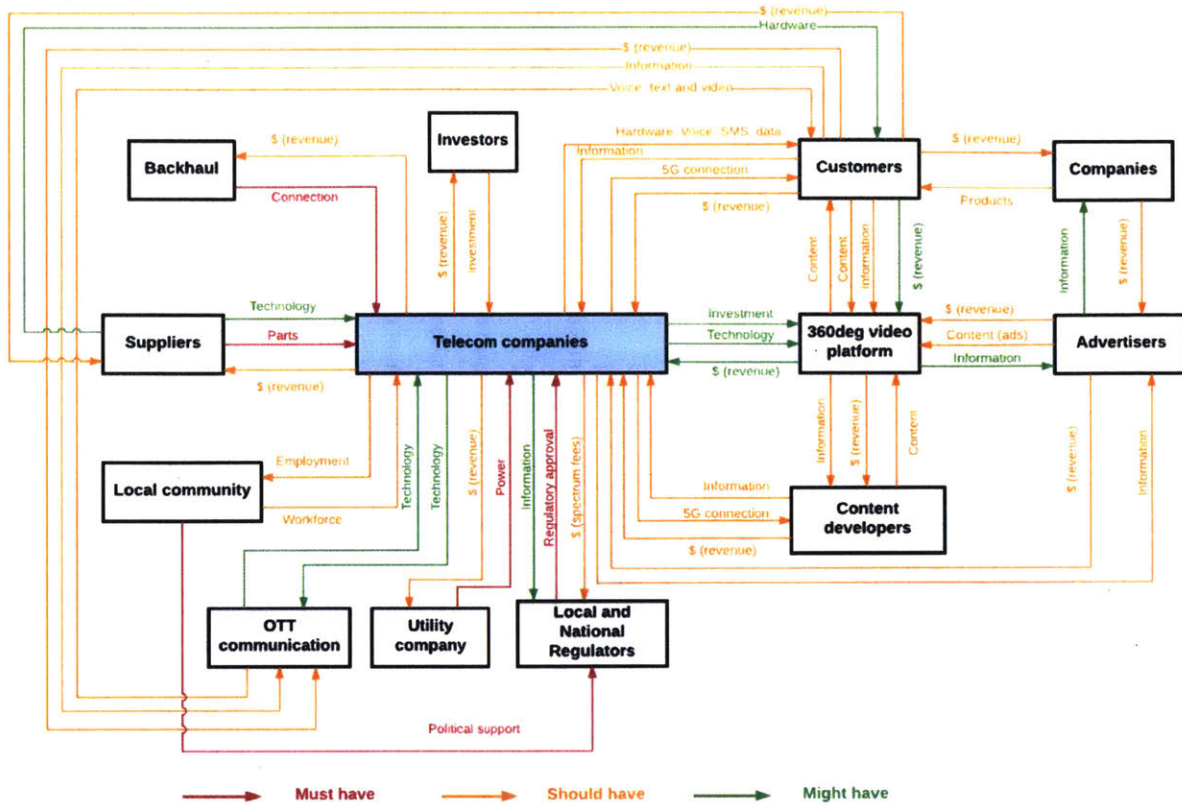 $ (revenue)
Hardware
$ (revenue)
Information
Voice, text and video
Investors
$ (revenue)
Hardware, Voice, SMS, data
Information
Customers
$ (revenue)
Companies
Backhaul
5G connection
Connection
$ (revenue)
Products
$ (revenue)
Investment
Content
Content
Information
$ (revenue)
Information
$ (revenue)
Technology
Suppliers
Parts
Telecom companies
Investment
Technology
360deg video
platform
$ (revenue)
Content (ads)
Advertisers
$ (revenue)
$ (revenue)
Information
Employment
Local community
Workforce
Technology
Technology
$ (revenue)
Power
Information
Regulatory approval
$ (spectrum fees)
Information
$ (revenue)
Content
Information
5G connection
$ (revenue)
Content
developers
$ (revenue)
Information
OTT
communication
Utility
company
Local and
National
Regulators
Political support
Must have
Should have
Might have